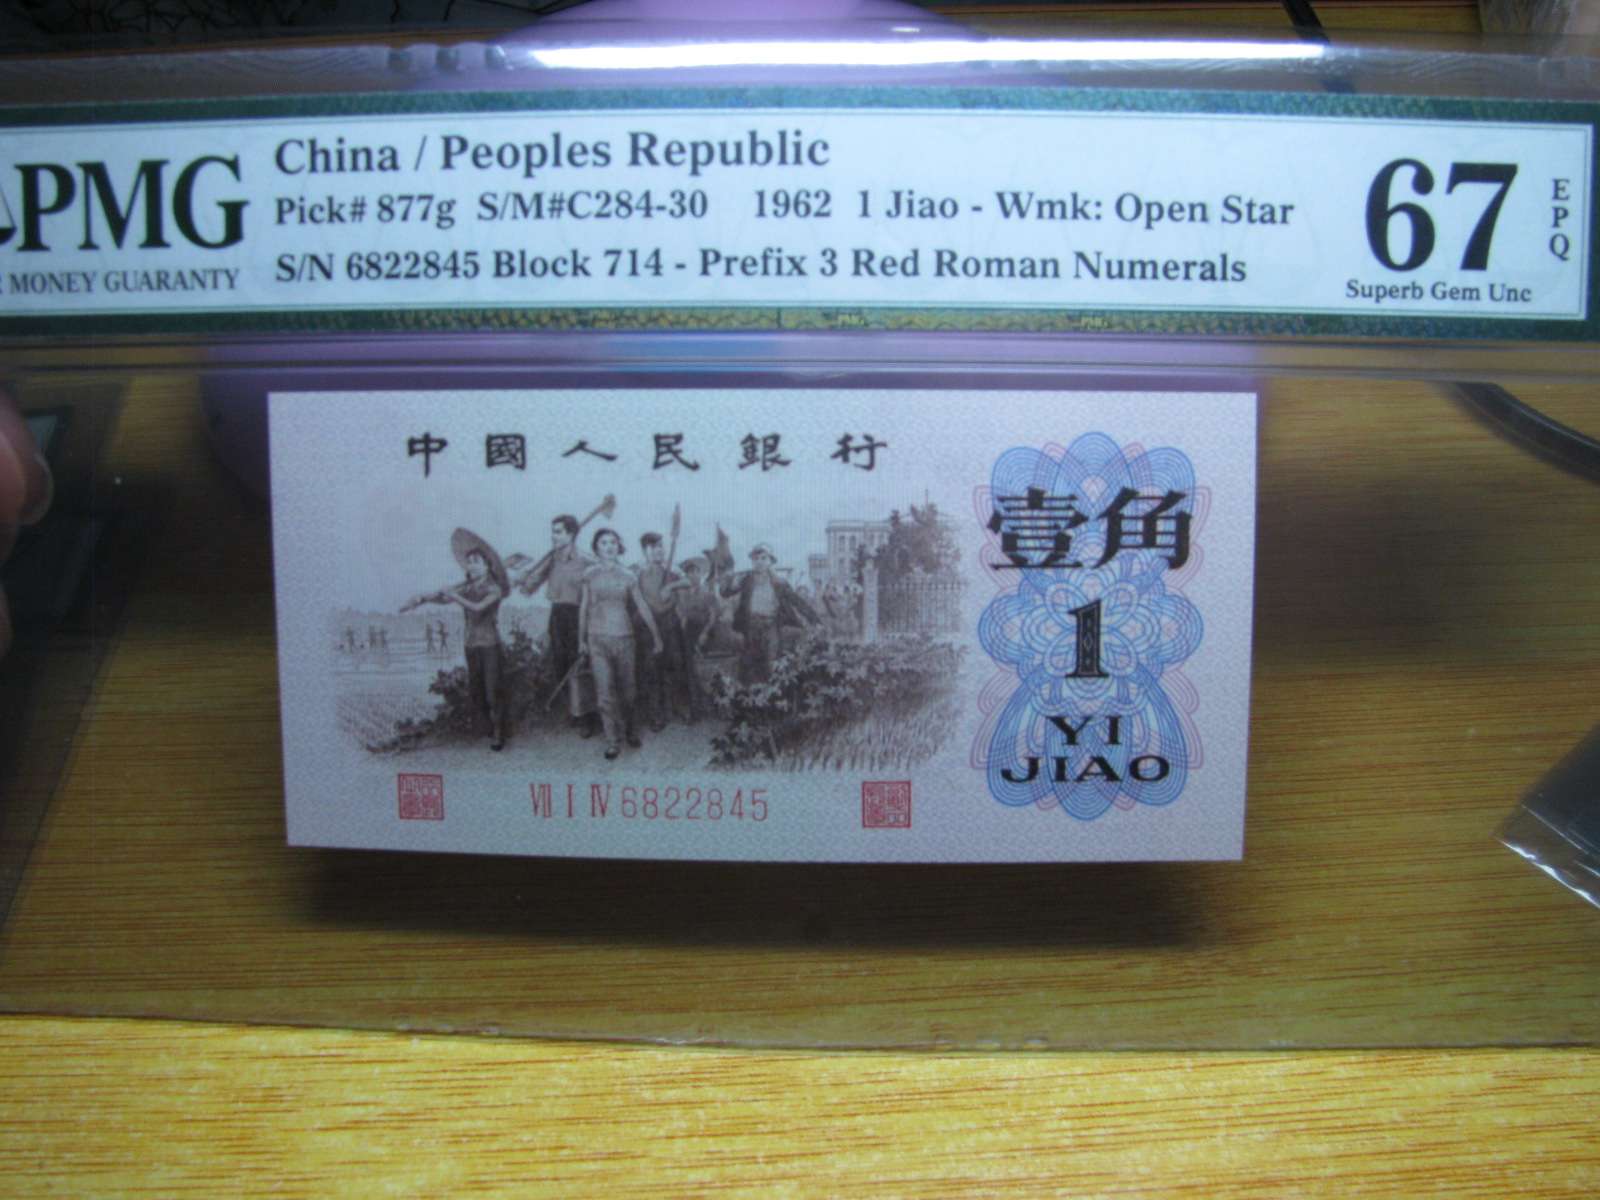 China / Peoples Republic
PMG
Pick# 877g S/M#C284-30 1962 1 Jiao - Wmk: Open Star
MONEY GUARANTY
S/N 6822845 Block 714 - Prefix 3 Red Roman Numerals
67
EPQ
Superb Gem Unc
中國人民銀行
壹角
1
YI
JIAO
VII I IV 6822845